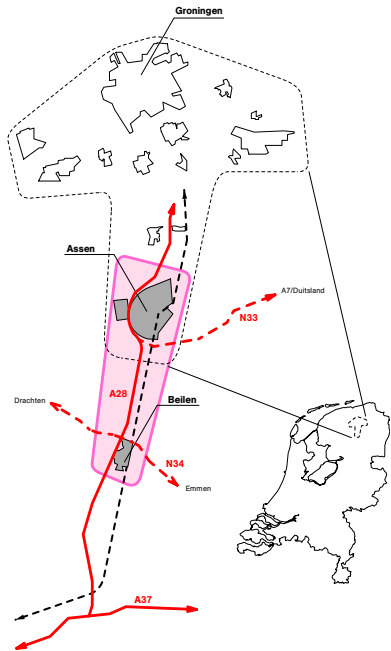 Groningen
Assen
A7/Duitsland
N33
A28
Drachten
Beilen
N34
Emmen
A37